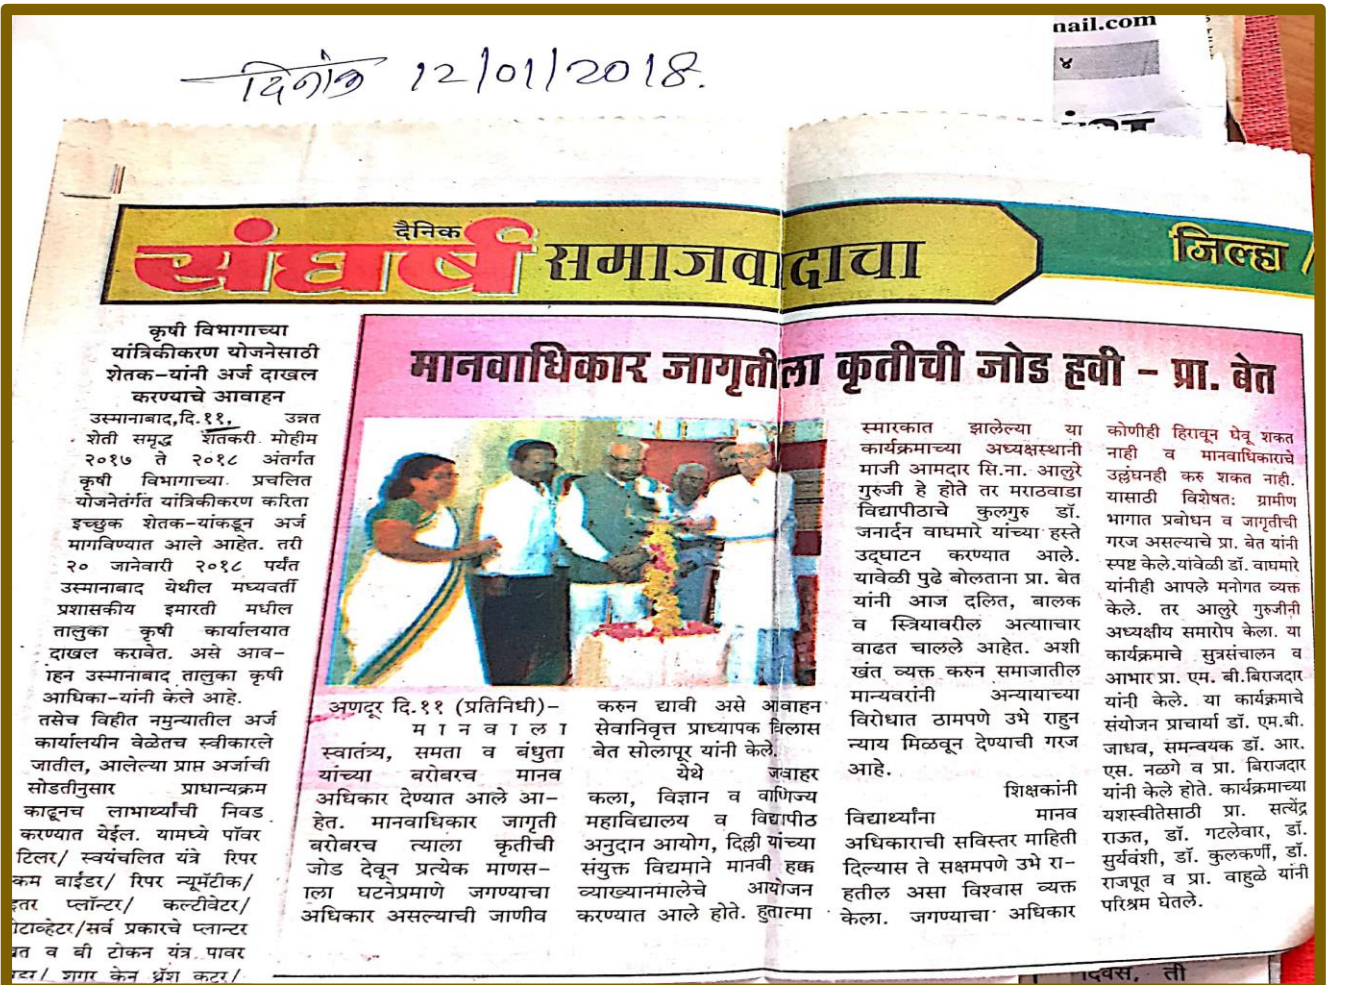 दिनांक 12/01/2018.
mail.com
४
दैनिक
संघर्ष समाजवादाचा
जिल्हा
कृषी विभागाच्या
यांत्रिकीकरण योजनेसाठी
शेतक-यांनी अर्ज दाखल
करण्याचे आवाहन
उस्मानाबाद,दि.११, उन्नत
शेती समृद्ध शेतकरी मोहीम
२०१७ ते २०१८ अंतर्गत
कृषी विभागाच्या प्रचलित
योजनेतंर्गत यांत्रिकीकरण करिता
इच्छुक शेतक-यांकडून अर्ज
मागविण्यात आले आहेत. तरी
२० जानेवारी २०१८ पर्यंत
उस्मानाबाद येथील मध्यवर्ती
प्रशासकीय इमारती मधील
तालुका कृषी कार्यालयात
दाखल करावेत. असे आव-
ाहन उस्मानाबाद तालुका कृषी
आधिका-यांनी केले आहे.
तसेच विहीत नमुन्यातील अर्ज
कार्यालयीन वेळेतच स्वीकारले
जातील, आलेल्या प्राप्त अर्जाची
सोडतीनुसार प्राधान्यक्रम
काढूनच लाभार्थ्यांची निवड
करण्यात येईल. यामध्ये पॉवर
टिलर/ स्वयंचलित यंत्रे रिपर
कम बाईंडर/ रिपर न्यूमॅटीक/
इतर प्लॉन्टर/ कल्टीवेटर/
रोटाव्हेटर/सर्व प्रकारचे प्लान्टर
खत व बी टोकन यंत्र पावर
शुगर केन थ्रॅश कटर/
मानवाधिकार जागृतीला कृतीची जोड हवी - प्रा. बेत
अणदूर दि.११ (प्रतिनिधी)-
मानवाला
स्वातंत्र्य, समता व बंधुता
यांच्या बरोबरच मानव
अधिकार देण्यात आले आ-
हेत. मानवाधिकार जागृती
बरोबरच त्याला कृतीची
जोड देवून प्रत्येक माणस-
ाला घटनेप्रमाणे जगण्याचा
अधिकार असल्याची जाणीव
करुन द्यावी असे आवाहन
सेवानिवृत्त प्राध्यापक विलास
बेत सोलापूर यांनी केले.
येथे जवाहर
कला, विज्ञान व वाणिज्य
महाविद्यालय व विद्यापीठ
अनुदान आयोग, दिल्ली यांच्या
संयुक्त विद्यमाने मानवी हक्क
व्याख्यानमालेचे आयोजन
करण्यात आले होते. हुतात्मा
स्मारकात झालेल्या या
कार्यक्रमाच्या अध्यक्षस्थानी
माजी आमदार सि.ना. आलुरे
गुरुजी हे होते तर मराठवाडा
विद्यापीठाचे कुलगुरु डॉ.
जनार्दन वाघमारे यांच्या हस्ते
उद्घाटन करण्यात आले.
यावेळी पुढे बोलताना प्रा. बेत
यांनी आज दलित, बालक
व स्त्रियावरील अत्यााचार
वाढत चालले आहेत. अशी
खंत व्यक्त करुन समाजातील
मान्यवरांनी अन्यायाच्या
विरोधात ठामपणे उभे राहुन
न्याय मिळवून देण्याची गरज
आहे.
शिक्षकांनी
विद्यार्थ्यांना मानव
अधिकाराची सविस्तर माहिती
दिल्यास ते सक्षमपणे उभे रा-
हतील असा विश्वास व्यक्त
केला. जगण्याचा अधिकार
कोणीही हिरावून घेवू शकत
नाही व मानवाधिकाराचे
उल्लंघनही करु शकत नाही.
यासाठी विशेषत: ग्रामीण
भागात प्रबोधन व जागृतीची
गरज असल्याचे प्रा. बेत यांनी
स्पष्ट केले.यांवेळी डॉ. वाघमारे
यांनीही आपले मनोगत व्यक्त
केले. तर आलुरे गुरुजींनी
अध्यक्षीय समारोप केला. या
कार्यक्रमाचे सुत्रसंचालन व
आभार प्रा. एम. बी.बिराजदार
यांनी केले. या कार्यक्रमाचे
संयोजन प्राचार्या डॉ. एम.बी.
जाधव, समन्वयक डॉ. आर.
एस. नळगे व प्रा. बिराजदार
यांनी केले होते. कार्यक्रमाच्या
यशस्वीतेसाठी प्रा. सत्येंद्र
राऊत, डॉ. गटलेवार, डॉ.
सुर्यवंशी, डॉ. कुलकर्णी, डॉ.
राजपूत व प्रा. वाहुळे यांनी
परिश्रम घेतले.
दिवस, ती